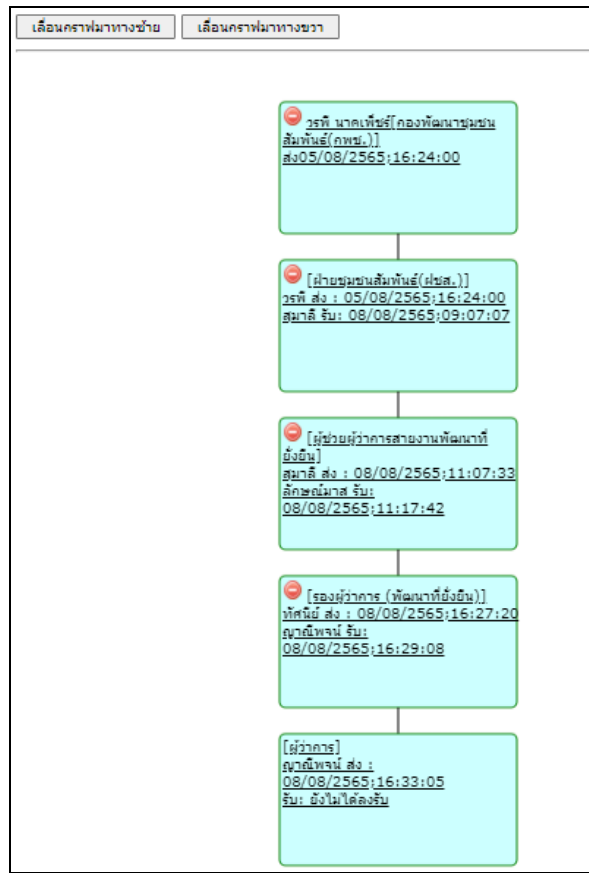 เลื่อนกราฟมาทางซ้าย เลื่อนกราฟมาทางขวา
วรพี นาคเพ็ชร์[กองพัฒนาชุมชน
สัมพันธ์(กพช.)]
ส่ง05/08/2565;16:24:00
[ฝ่ายชุมชนสัมพันธ์(ฝชส.)]
วรพี ส่ง : 05/08/2565;16:24:00
สุมาลี รับ: 08/08/2565;09:07:07
[ผู้ช่วยผู้ว่าการสายงานพัฒนาที่
ยั่งยืน]
สุมาลี ส่ง : 08/08/2565;11:07:33
ลักษณ์มาส รับ:
08/08/2565;11:17:42
[รองผู้ว่าการ (พัฒนาที่ยั่งยืน)]
ทัศนีย์ ส่ง : 08/08/2565;16:27:20
ญาณีพจน์ รับ:
08/08/2565;16:29:08
[ผู้ว่าการ]
ญาณีพจน์ ส่ง :
08/08/2565;16:33:05
รับ: ยังไม่ได้ลงรับ